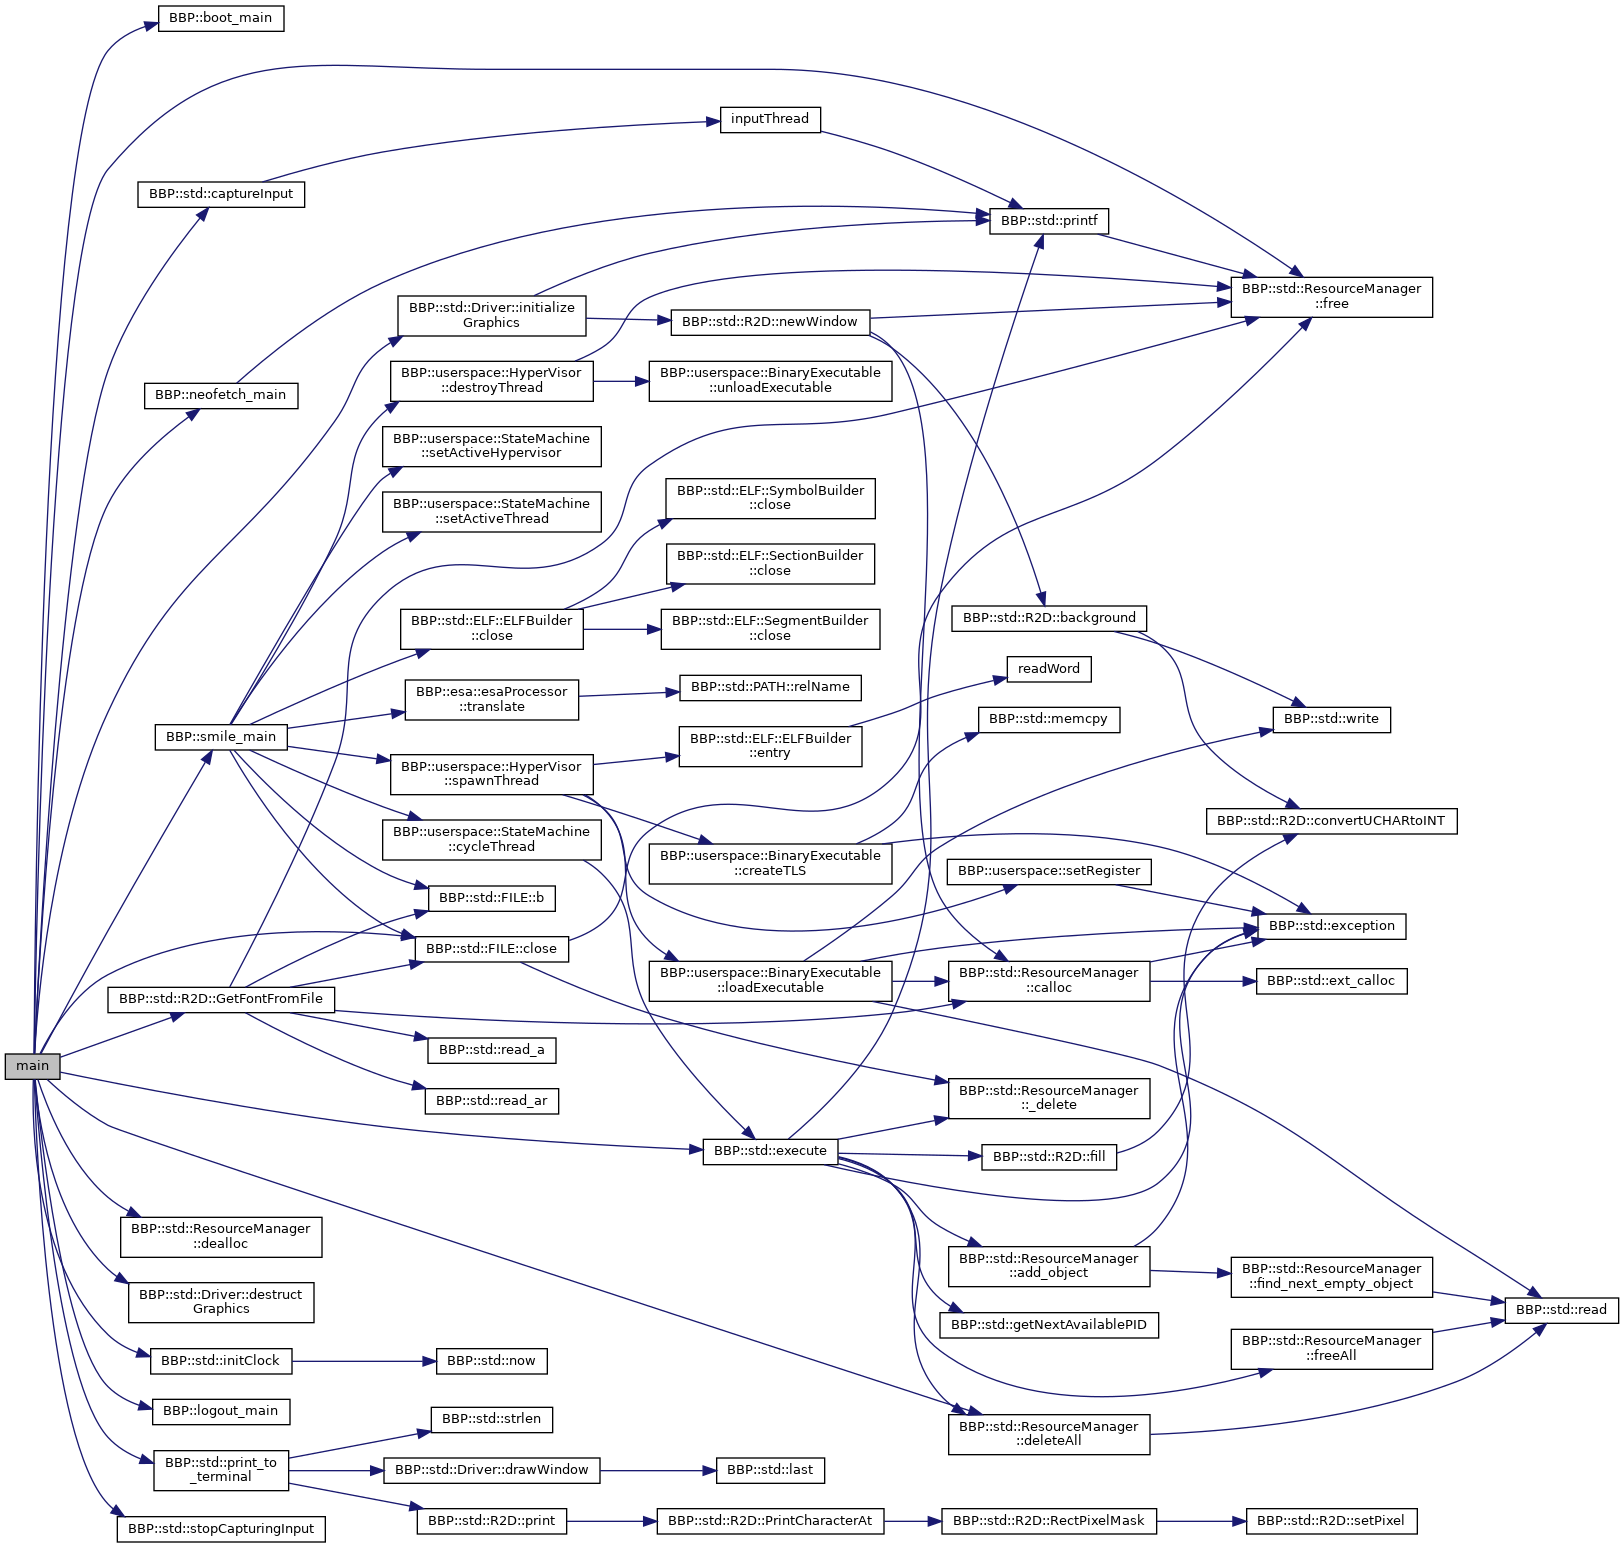 BBP::boot_main
inputThread
BBP::std::captureInput
BBP::std::printf
BBP::std::ResourceManager
::free
BBP::std::Driver::initialize
Graphics
BBP::std::R2D::newWindow
BBP::userspace::HyperVisor
::destroyThread
BBP::userspace::BinaryExecutable
::unloadExecutable
BBP::neofetch_main
BBP::userspace::StateMachine
::setActiveHypervisor
BBP::std::ELF::SymbolBuilder
::close
BBP::userspace::StateMachine
::setActiveThread
BBP::std::ELF::SectionBuilder
::close
BBP::std::R2D::background
BBP::std::ELF::ELFBuilder
::close
BBP::std::ELF::SegmentBuilder
::close
readWord
BBP::esa::esaProcessor
::translate
BBP::std::PATH::relName
BBP::std::memcpy
BBP::std::write
BBP::smile_main
BBP::std::ELF::ELFBuilder
::entry
BBP::userspace::HyperVisor
::spawnThread
BBP::std::R2D::convertUCHARtoINT
BBP::userspace::StateMachine
::cycleThread
BBP::userspace::BinaryExecutable
::createTLS
BBP::userspace::setRegister
BBP::std::FILE::b
BBP::std::exception
BBP::std::FILE::close
BBP::userspace::BinaryExecutable
::loadExecutable
BBP::std::ResourceManager
::calloc
BBP::std::ext_calloc
BBP::std::R2D::GetFontFromFile
BBP::std::read_a
main
BBP::std::read_ar
BBP::std::ResourceManager
::_delete
BBP::std::execute
BBP::std::R2D::fill
BBP::std::ResourceManager
::dealloc
BBP::std::ResourceManager
::add_object
BBP::std::ResourceManager
::find_next_empty_object
BBP::std::Driver::destruct
Graphics
BBP::std::getNextAvailablePID
BBP::std::read
BBP::std::ResourceManager
::freeAll
BBP::std::initClock
BBP::std::now
BBP::logout_main
BBP::std::strlen
BBP::std::ResourceManager
::deleteAll
BBP::std::print_to
_terminal
BBP::std::Driver::drawWindow
BBP::std::last
BBP::std::stopCapturingInput
BBP::std::R2D::print
BBP::std::R2D::PrintCharacterAt
BBP::std::R2D::RectPixelMask
BBP::std::R2D::setPixel